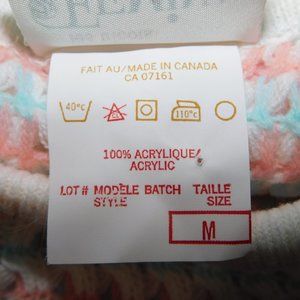 FAIT AU/MADE IN CANADA
CA 07161
40°C
110°C
100% ACRYLIQUE/
ACRYLIC
LOT # MODÈLE BATCH TAILLE
STYLE SIZE
M